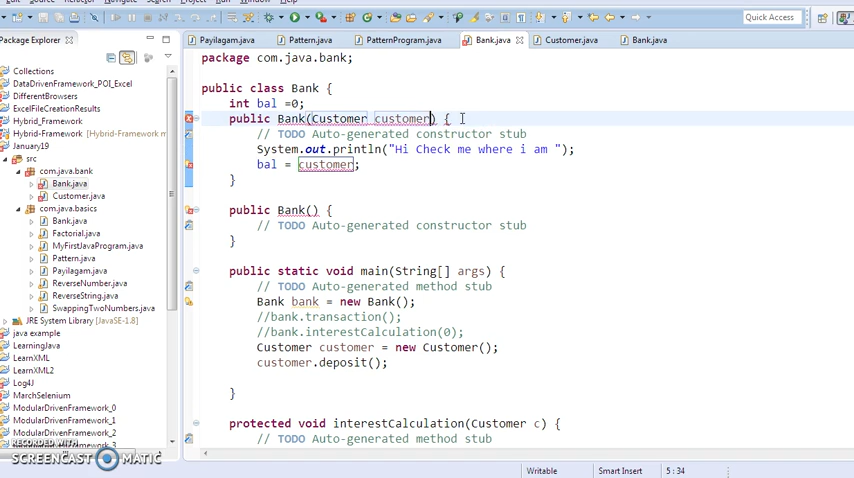 Quick Access
Package Explorer
Payilagam.java
Pattern.java
PatternProgram.java
Bank.java
Customer.java
Bank.java
Collections
DataDrivenFramework_POI_Excel
DifferentBrowsers
ExcelFileCreationResults
Hybrid_Framework
Hybrid-Framework [Hybrid-Framework m
January19
src
com.java.bank
Bank.java
Customer.java
com.java.basics
Bank.java
Factorial.java
MyFirstJavaProgram.java
Pattern.java
Payilagam.java
ReverseNumber.java
ReverseString.java
SwappingTwoNumbers.java
JRE System Library [JavaSE-1.8]
java example
LearningJava
LearnXML
LearnXML2
Log4J
MarchSelenium
ModularDrivenFramework_0
ModularDrivenFramework_1
ModularDrivenFramework_2
package com.java.bank;
public class Bank {
int bal =0;
public Bank(Customer customer) {
// TODO Auto-generated constructor stub
System.out.println("Hi Check me where i am ");
bal = customer;
}
public Bank() {
// TODO Auto-generated constructor stub
}
public static void main(String[] args) {
// TODO Auto-generated method stub
Bank bank = new Bank();
//bank.transaction();
//bank.interestCalculation(0);
Customer customer = new Customer();
customer.deposit();
}
protected void interestCalculation(Customer c) {
// TODO Auto-generated method stub
RECORDED WITH
SCREENCAST MATIC
Writable
Smart Insert
5 : 34